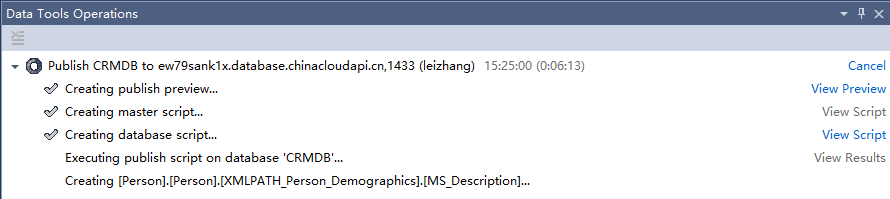 Data Tools Operations
Publish CRMDB to ew79sank1x.database.chinacloudapi.cn,1433 (leizhang) 15:25:00 (0:06:13) Cancel
Creating publish preview... View Preview
Creating master script... View Script
Creating database script... View Script
Executing publish script on database 'CRMDB'... View Results
Creating [Person].[Person].[XMLPATH_Person_Demographics].[MS_Description]...